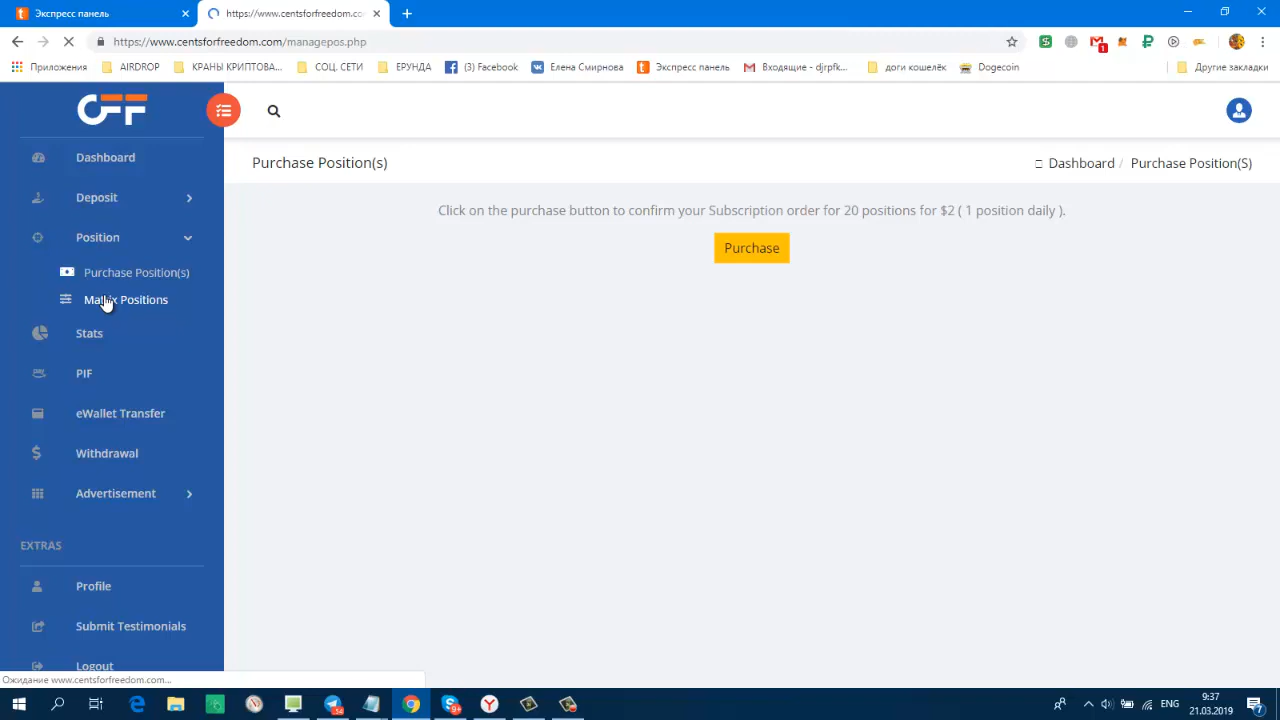 Экспресс панель
https://www.centsforfreedom.co
https://www.centsforfreedom.com/managepos.php
Приложения
AIRDROP
КРАНЫ КРИПТОВА...
СОЦ. СЕТИ
ЕРУНДА
(3) Facebook
Елена Смирнова
Экспресс панель
Входящие - djrpfk...
доги кошелёк
Dogecoin
Другие закладки
CFF
Dashboard
Deposit
Position
Purchase Position(s)
Matrix Positions
Stats
PIF
eWallet Transfer
Withdrawal
Advertisement
EXTRAS
Profile
Submit Testimonials
Logout
Purchase Position(s)
Dashboard / Purchase Position(S)
Click on the purchase button to confirm your Subscription order for 20 positions for $2 ( 1 position daily ).
Purchase
Ожидание www.centsforfreedom.com...
ENG
9:37
21.03.2019